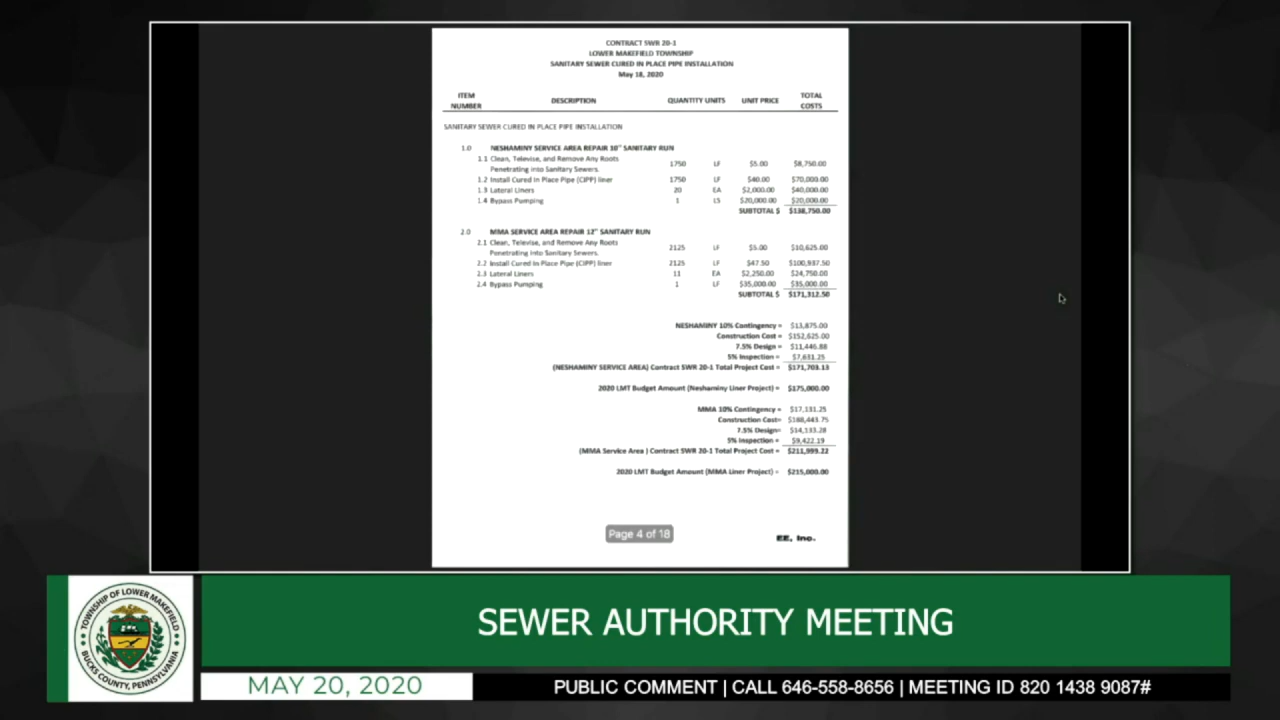 CONTRACT SWR 20-1
LOWER MAKEFIELD TOWNSHIP
SANITARY SEWER CURED IN PLACE PIPE INSTALLATION
May 18, 2020
ITEM NUMBER DESCRIPTION QUANTITY UNITS UNIT PRICE TOTAL COSTS
SANITARY SEWER CURED IN PLACE PIPE INSTALLATION
1.0 NESHAMINY SERVICE AREA REPAIR 10" SANITARY RUN
1.1 Clean, Televise, and Remove Any Roots
Penetrating into Sanitary Sewers. 1750 LF $5.00 $8,750.00
1.2 Install Cured In Place Pipe (CIPP) liner 1750 LF $40.00 $70,000.00
1.3 Lateral Liners 20 EA $2,000.00 $40,000.00
1.4 Bypass Pumping 1 LS $20,000.00 $20,000.00
SUBTOTAL $ $138,750.00
2.0 MMA SERVICE AREA REPAIR 12" SANITARY RUN
2.1 Clean, Televise, and Remove Any Roots
Penetrating into Sanitary Sewers. 2125 LF $5.00 $10,625.00
2.2 Install Cured In Place Pipe (CIPP) liner 2125 LF $47.50 $100,937.50
2.3 Lateral Liners 11 EA $2,250.00 $24,750.00
2.4 Bypass Pumping 1 LF $35,000.00 $35,000.00
SUBTOTAL $ $171,312.50
NESHAMINY 10% Contingency = $13,875.00
Construction Cost = $152,625.00
7.5% Design = $11,446.88
5% Inspection = $7,631.25
(NESHAMINY SERVICE AREA) Contract SWR 20-1 Total Project Cost = $171,703.13
2020 LMT Budget Amount (Neshaminy Liner Project) = $175,000.00
MMA 10% Contingency = $17,131.25
Construction Cost= $188,443.75
7.5% Design= $14,133.28
5% Inspection = $9,422.19
(MMA Service Area ) Contract SWR 20-1 Total Project Cost = $211,999.22
2020 LMT Budget Amount (MMA Liner Project) = $215,000.00
Page 4 of 18
EE, Inc.
TOWNSHIP OF LOWER MAKEFIELD
BUCKS COUNTY, PENNSYLVANIA
SEWER AUTHORITY MEETING
MAY 20, 2020
PUBLIC COMMENT | CALL 646-558-8656 | MEETING ID 820 1438 9087#